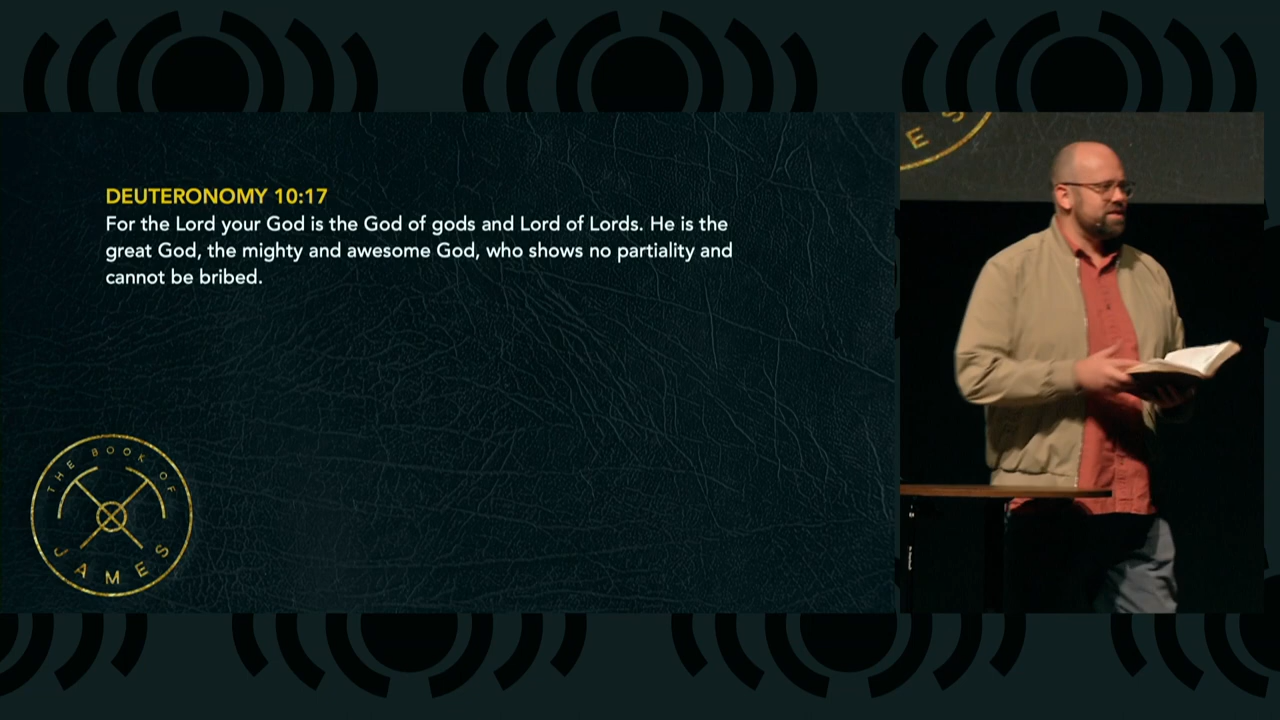 DEUTERONOMY 10:17
For the Lord your God is the God of gods and Lord of Lords. He is the
great God, the mighty and awesome God, who shows no partiality and
cannot be bribed.
THE BOOK OF
JAMES
E S